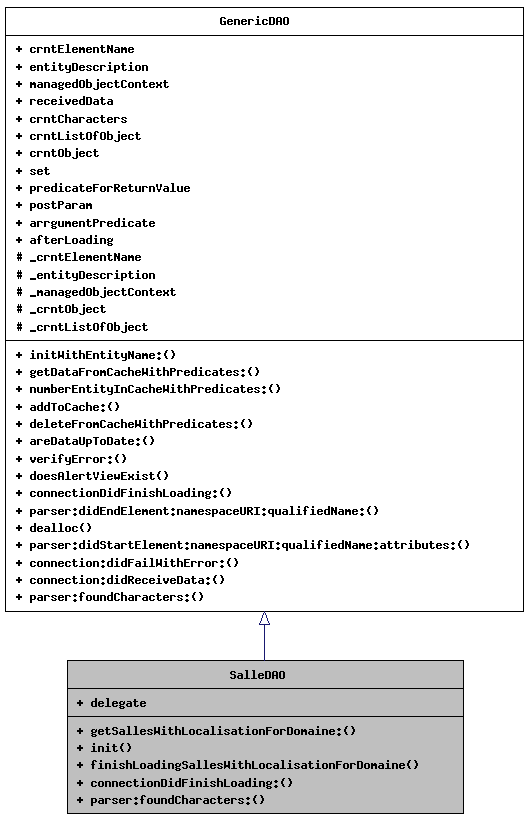 GenericDAO
+ crntElementName
+ entityDescription
+ managedObjectContext
+ receivedData
+ crntCharacters
+ crntListOfObject
+ crntObject
+ set
+ predicateForReturnValue
+ postParam
+ arrgumentPredicate
+ afterLoading
# _crntElementName
# _entityDescription
# _managedObjectContext
# _crntObject
# _crntListOfObject
+ initWithEntityName:()
+ getDataFromCacheWithPredicates:()
+ numberEntityInCacheWithPredicates:()
+ addToCache:()
+ deleteFromCacheWithPredicates:()
+ areDataUpToDate:()
+ verifyError:()
+ doesAlertViewExist()
+ connectionDidFinishLoading:()
+ parser:didEndElement:namespaceURI:qualifiedName:()
+ dealloc()
+ parser:didStartElement:namespaceURI:qualifiedName:attributes:()
+ connection:didFailWithError:()
+ connection:didReceiveData:()
+ parser:foundCharacters:()
SalleDAO
+ delegate
+ getSallesWithLocalisationForDomaine:()
+ init()
+ finishLoadingSallesWithLocalisationForDomaine()
+ connectionDidFinishLoading:()
+ parser:foundCharacters:()